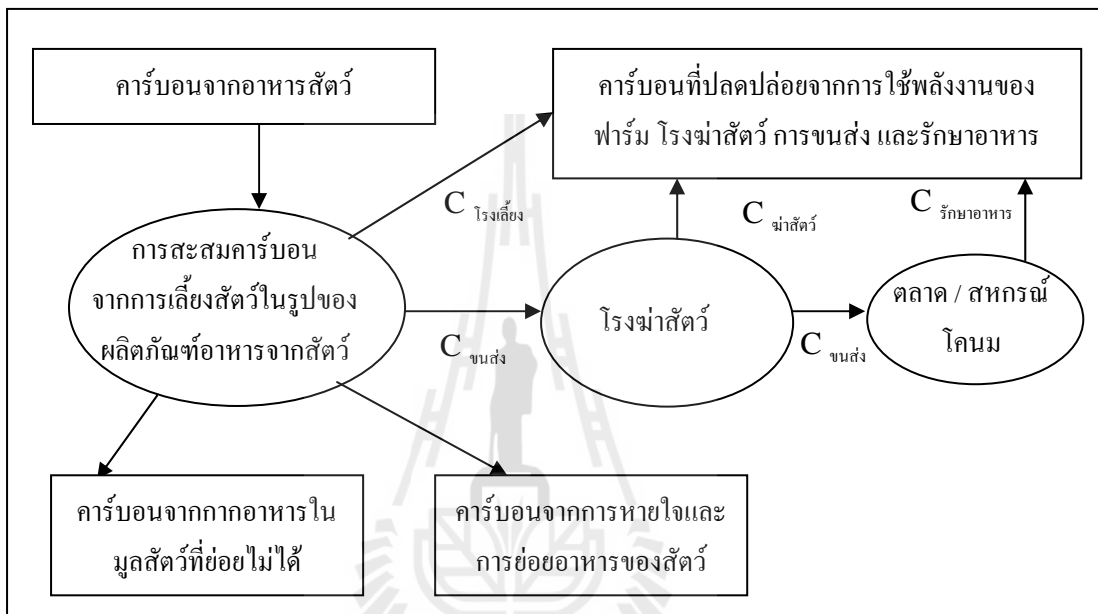 คาร์บอนจากอาหารสัตว์
คาร์บอนที่ปลดปล่อยจากการใช้พลังงานของ
ฟาร์ม โรงฆ่าสัตว์ การขนส่ง และรักษาอาหาร
C โรงเลี้ยง
C ฆ่าสัตว์
C รักษาอาหาร
การสะสมคาร์บอน
จากการเลี้ยงสัตว์ในรูปของ
ผลิตภัณฑ์อาหารจากสัตว์
C ขนส่ง
โรงฆ่าสัตว์
C ขนส่ง
ตลาด / สหกรณ์
โคนม
คาร์บอนจากกากอาหารใน
มูลสัตว์ที่ย่อยไม่ได้
คาร์บอนจากการหายใจและ
การย่อยอาหารของสัตว์